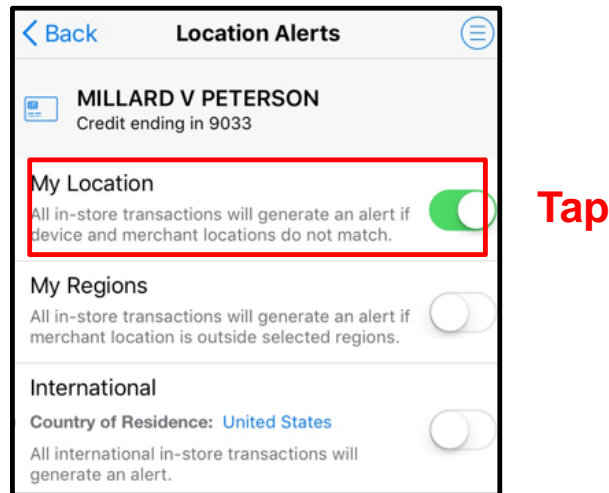 Back Location Alerts
MILLARD V PETERSON
Credit ending in 9033
My Location
All in-store transactions will generate an alert if
device and merchant locations do not match.
Tap
My Regions
All in-store transactions will generate an alert if
merchant location is outside selected regions.
International
Country of Residence: United States
All international in-store transactions will
generate an alert.